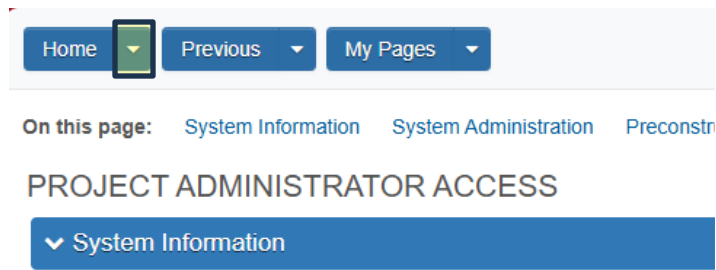 Home Previous My Pages
On this page: System Information System Administration Preconstr
PROJECT ADMINISTRATOR ACCESS
System Information